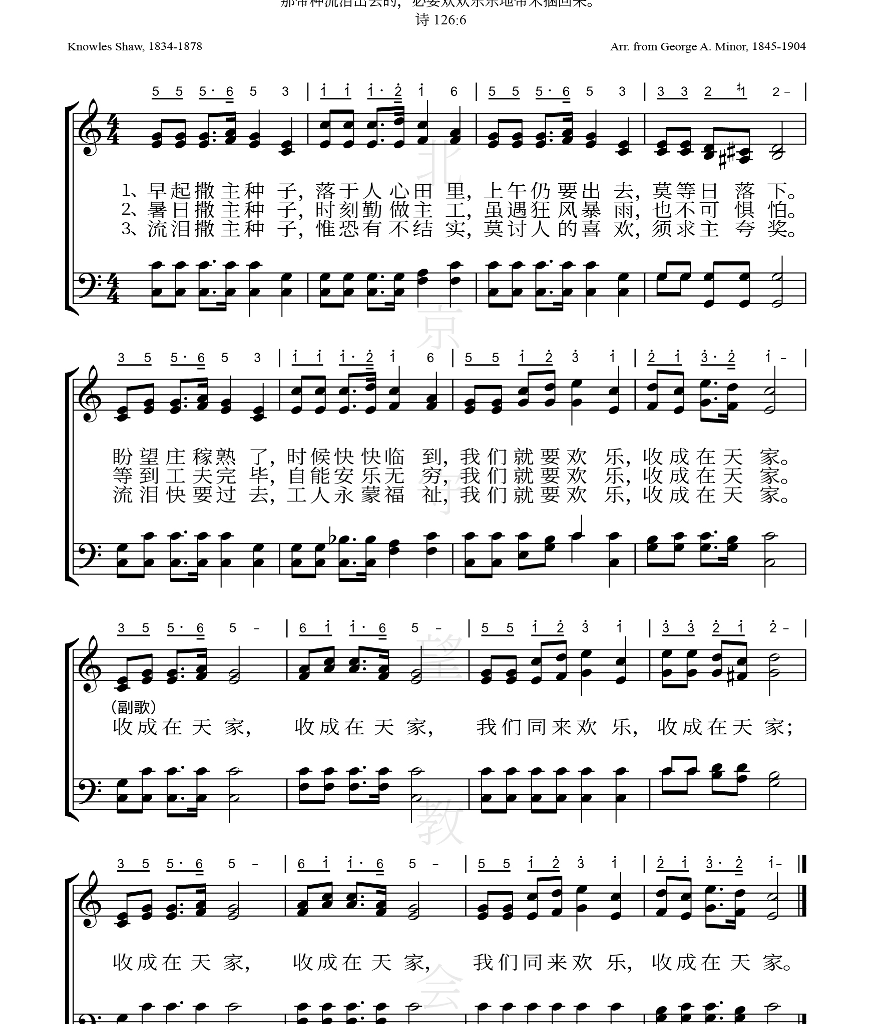 那带种流泪出去的，必要欢欢乐乐地带禾捆回来。
诗 126:6
Knowles Shaw, 1834-1878
Arr. from George A. Minor, 1845-1904
5 5 5· 6 5 3 | 1 1 1· 2 1 6 | 5 5 5· 6 5 3 | 3 3 2 #1 2 – |
1、早起撒主种子，落于人心田里，上午仍要出去，莫等日落下。
2、暑日撒主种子，时刻勤做主工，虽遇狂风暴雨，也不可惧怕。
3、流泪撒主种子，惟恐有不结实，莫讨人的喜欢，须求主夸奖。
3 5 5· 6 5 3 | 1 1 1· 2 1 6 | 5 5 1 2 3 1 | 2 1 3· 2 1 – |
盼望庄稼熟了，时候快快临到，我们就要欢乐，收成在天家。
等到工夫完毕，自能安乐无穷，我们就要欢乐，收成在天家。
流泪快要过去，工人永蒙福祉，我们就要欢乐，收成在天家。
3 5 5· 6 5 – | 6 1 1· 6 5 – | 5 5 1 2 3 1 | 3 3 2 1 2 – |
（副歌）
收成在天家，收成在天家，我们同来欢乐，收成在天家；
3 5 5· 6 5 – | 6 1 1· 6 5 – | 5 5 1 2 3 1 | 2 1 3· 2 1 –
收成在天家，收成在天家，我们同来欢乐，收成在天家。
北
京
守
望
教
会